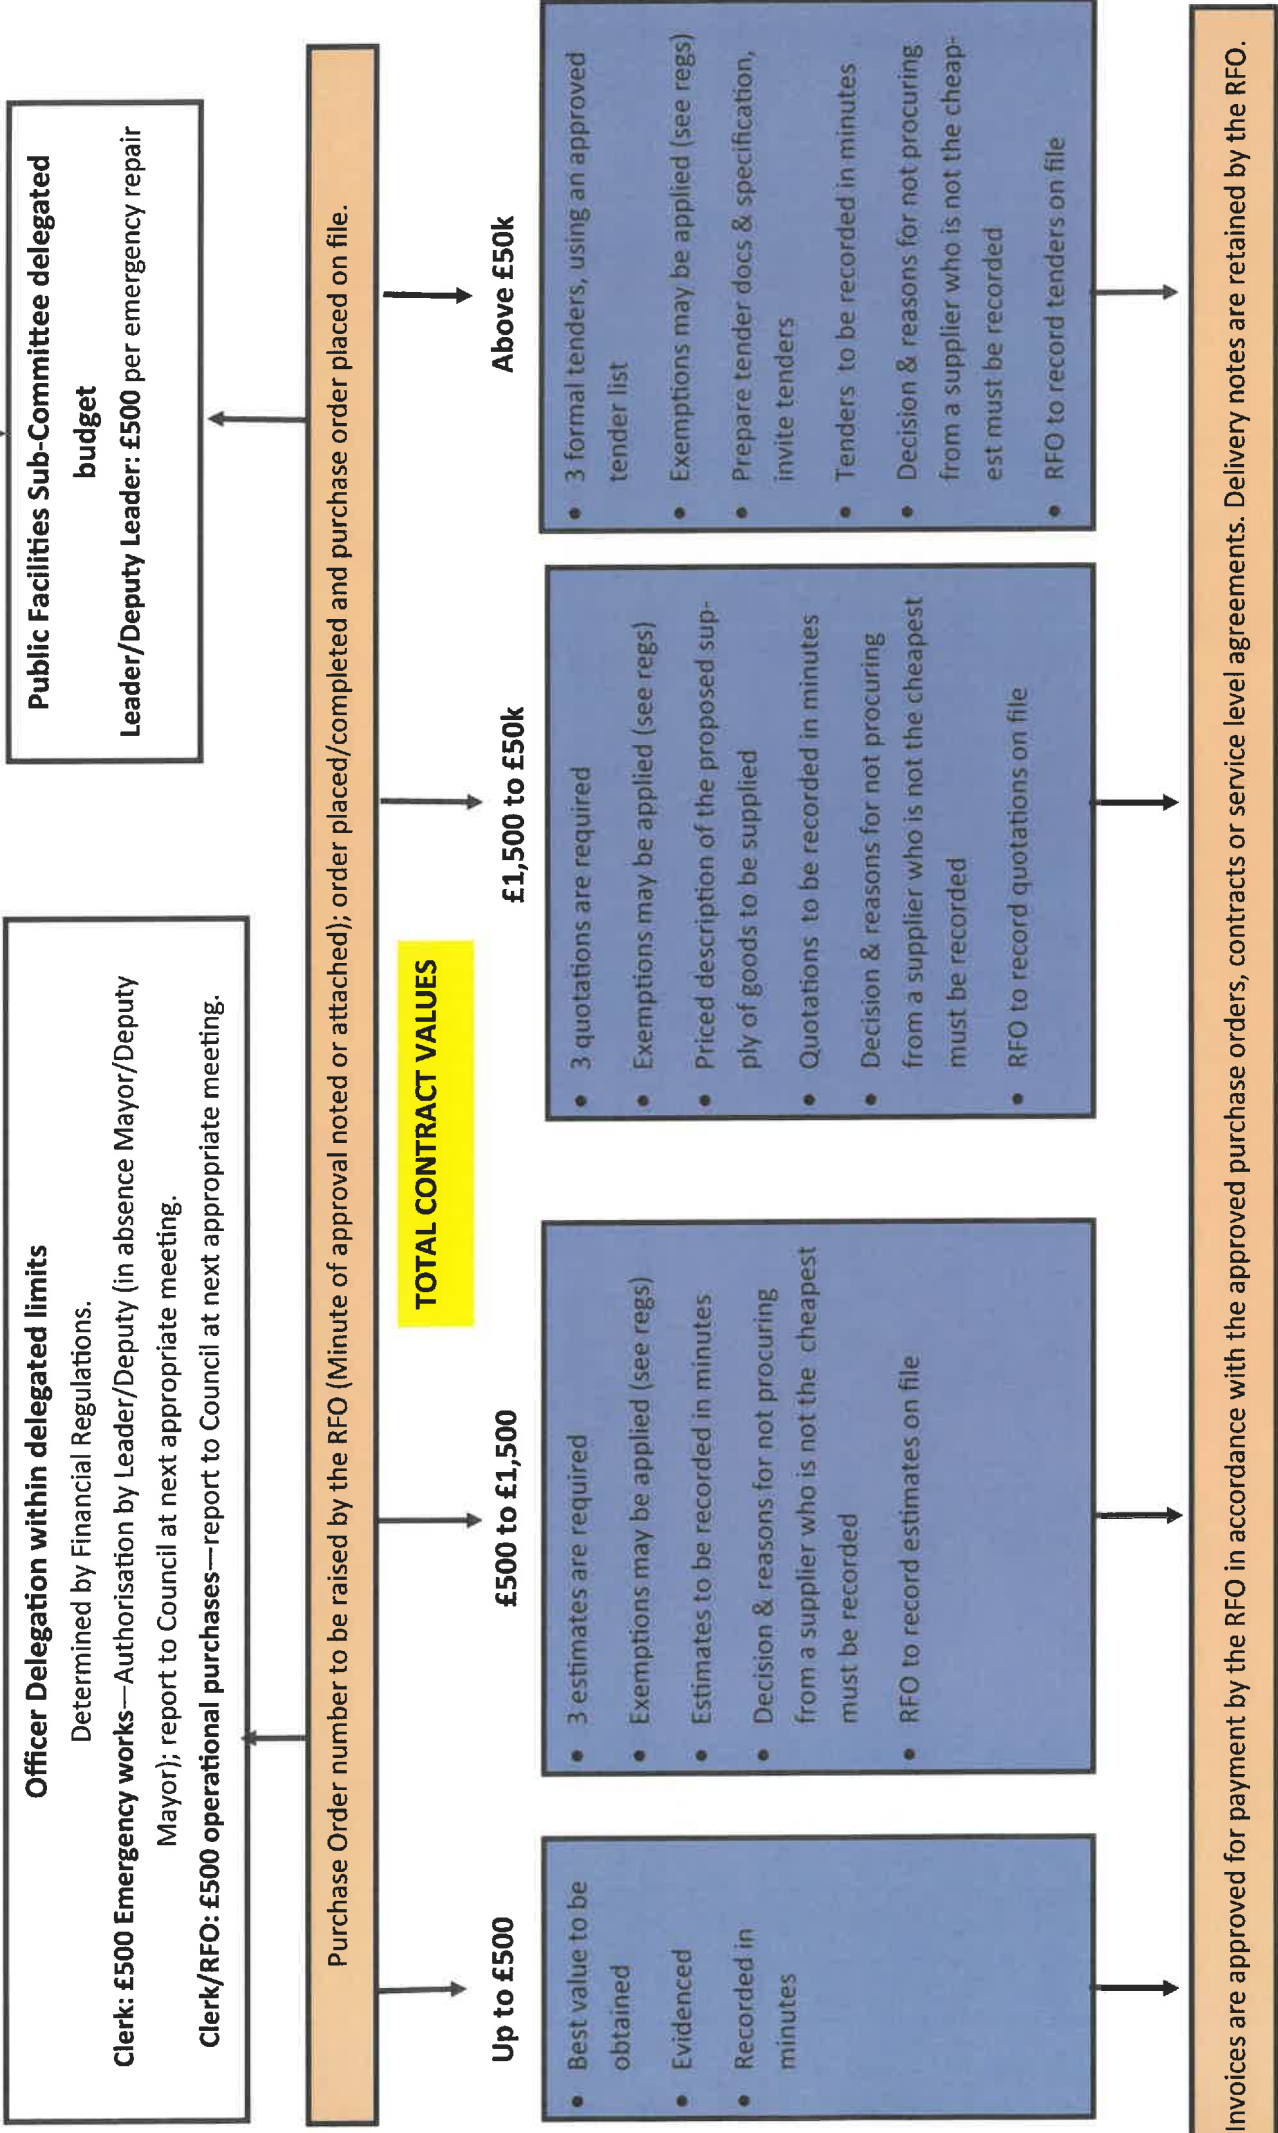 Officer Delegation within delegated limits
Determined by Financial Regulations.
Clerk: £500 Emergency works—Authorisation by Leader/Deputy (in absence Mayor/Deputy
Mayor); report to Council at next appropriate meeting.
Clerk/RFO: £500 operational purchases—report to Council at next appropriate meeting.
Public Facilities Sub-Committee delegated
budget
Leader/Deputy Leader: £500 per emergency repair
Purchase Order number to be raised by the RFO (Minute of approval noted or attached); order placed/completed and purchase order placed on file.
TOTAL CONTRACT VALUES
Up to £500
• Best value to be
obtained
• Evidenced
• Recorded in
minutes
£500 to £1,500
• 3 estimates are required
• Exemptions may be applied (see regs)
• Estimates to be recorded in minutes
• Decision & reasons for not procuring
from a supplier who is not the cheapest
must be recorded
• RFO to record estimates on file
£1,500 to £50k
• 3 quotations are required
• Exemptions may be applied (see regs)
• Priced description of the proposed sup-
ply of goods to be supplied
• Quotations to be recorded in minutes
• Decision & reasons for not procuring
from a supplier who is not the cheapest
must be recorded
• RFO to record quotations on file
Above £50k
• 3 formal tenders, using an approved
tender list
• Exemptions may be applied (see regs)
• Prepare tender docs & specification,
invite tenders
• Tenders to be recorded in minutes
• Decision & reasons for not procuring
from a supplier who is not the cheap-
est must be recorded
• RFO to record tenders on file
Invoices are approved for payment by the RFO in accordance with the approved purchase orders, contracts or service level agreements. Delivery notes are retained by the RFO.